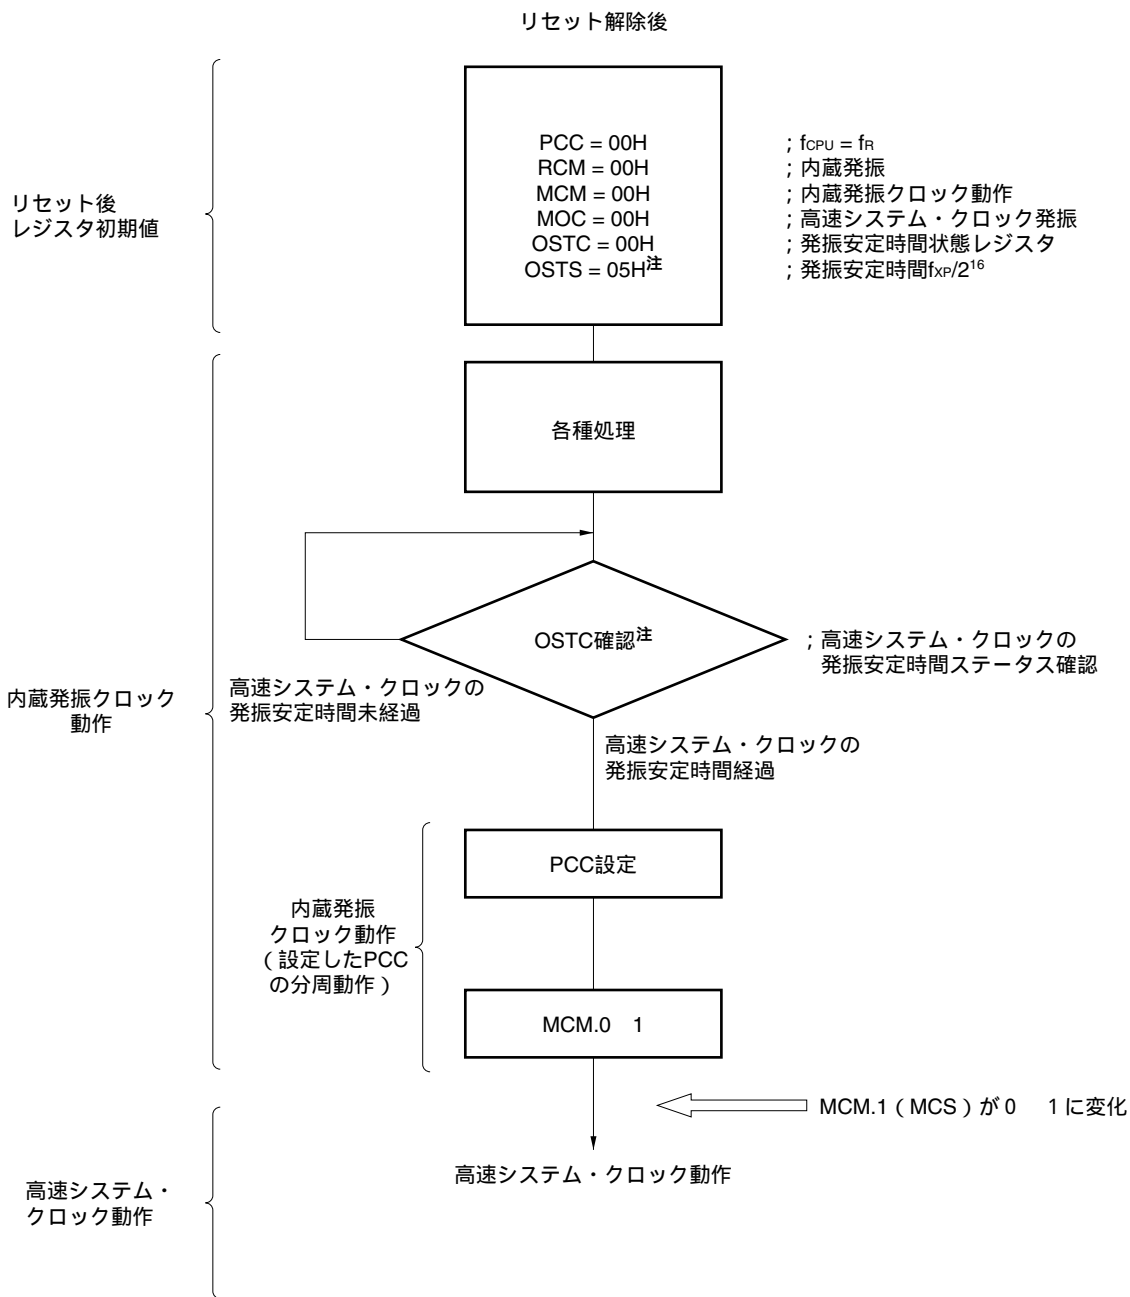 リセット解除後
リセット後
レジスタ初期値
PCC = 00H
RCM = 00H
MCM = 00H
MOC = 00H
OSTC = 00H
OSTS = 05H注
; fCPU = fR
; 内蔵発振
; 内蔵発振クロック動作
; 高速システム・クロック発振
; 発振安定時間状態レジスタ
; 発振安定時間fXP/2^16
各種処理
OSTC確認注
; 高速システム・クロックの
発振安定時間ステータス確認
内蔵発振クロック
動作
高速システム・クロックの
発振安定時間未経過
高速システム・クロックの
発振安定時間経過
PCC設定
内蔵発振
クロック動作
(設定したPCC
の分周動作)
MCM.0 1
MCM.1(MCS)が0 1に変化
高速システム・クロック動作
高速システム・
クロック動作